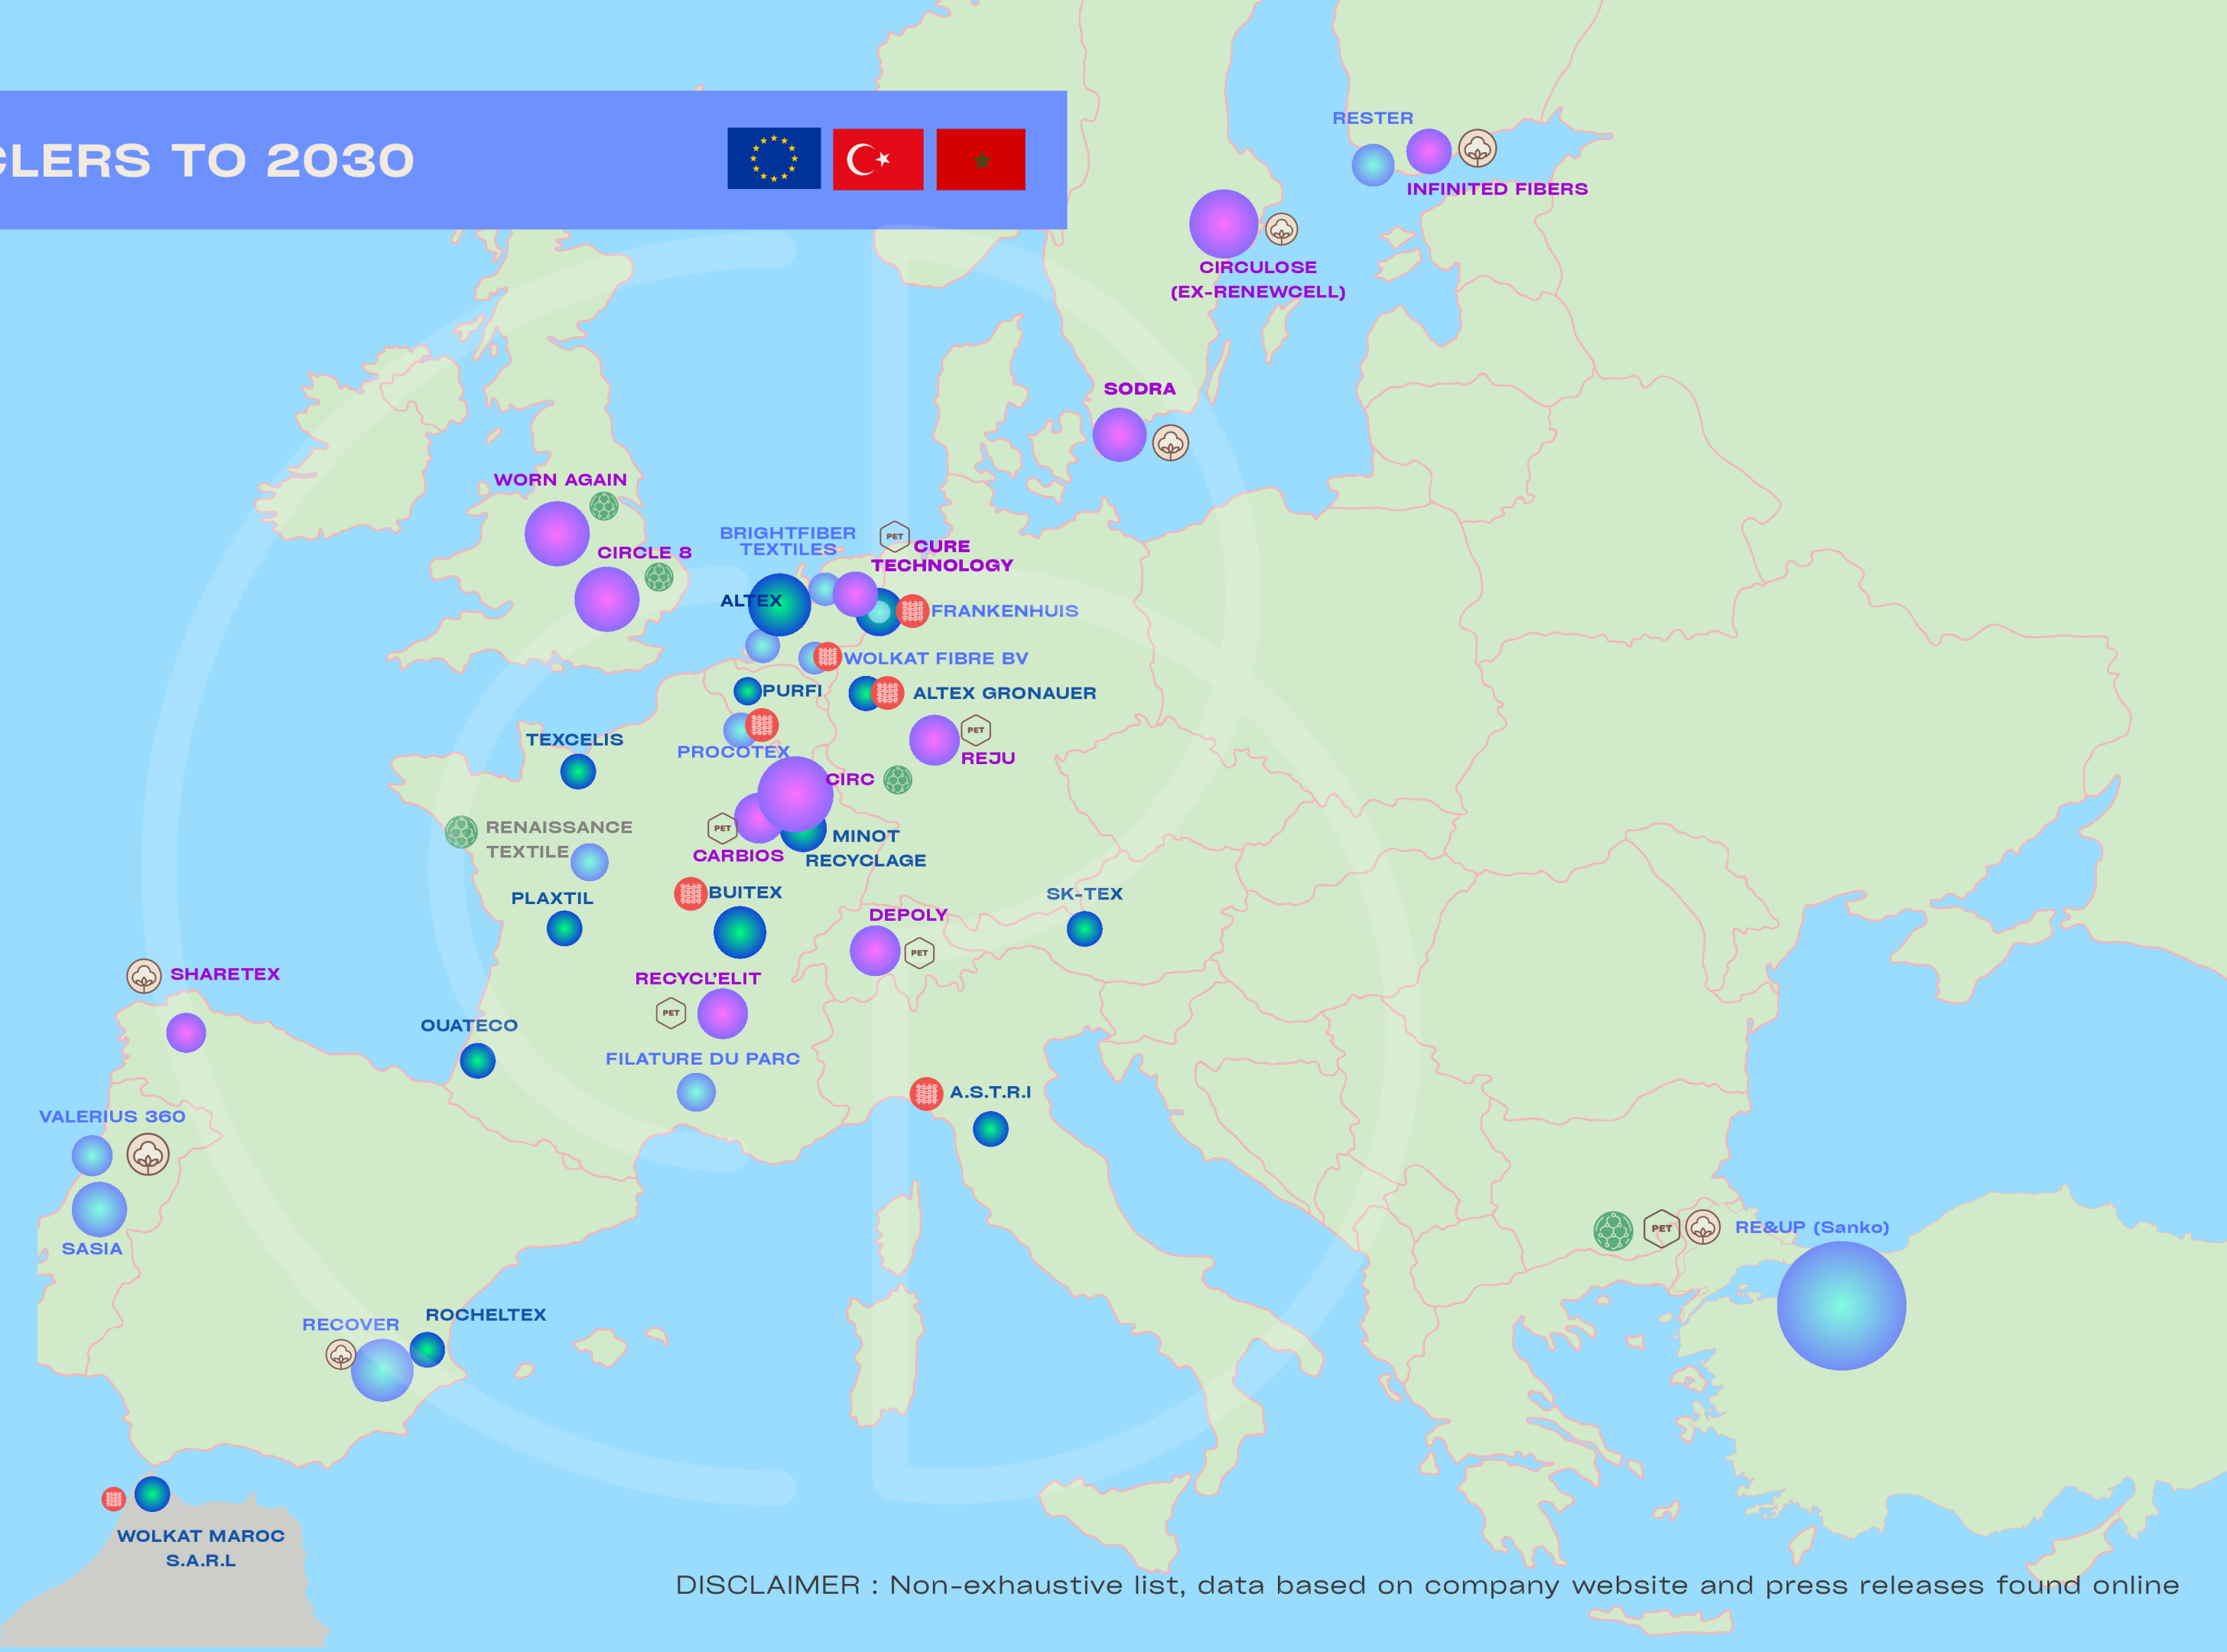 CLERS TO 2030
RESTER
INFINITED FIBERS
CIRCULOSE
(EX-RENEWCELL)
SODRA
WORN AGAIN
CIRCLE 8
BRIGHTFIBER
TEXTILES
PET
CURE
TECHNOLOGY
ALTEX
FRANKENHUIS
WOLKAT FIBRE BV
PURFI
ALTEX GRONAUER
TEXCELIS
PROCOTEX
PET
REJU
CIRC
RENAISSANCE
TEXTILE
PET
CARBIOS
MINOT
RECYCLAGE
PLAXTIL
BUITEX
SK-TEX
DEPOLY
PET
SHARETEX
RECYCL'ELIT
PET
OUATECO
FILATURE DU PARC
A.S.T.R.I
VALERIUS 360
SASIA
PET
RE&UP (Sanko)
RECOVER
ROCHELTEX
WOLKAT MAROC
S.A.R.L
DISCLAIMER : Non-exhaustive list, data based on company website and press releases found online